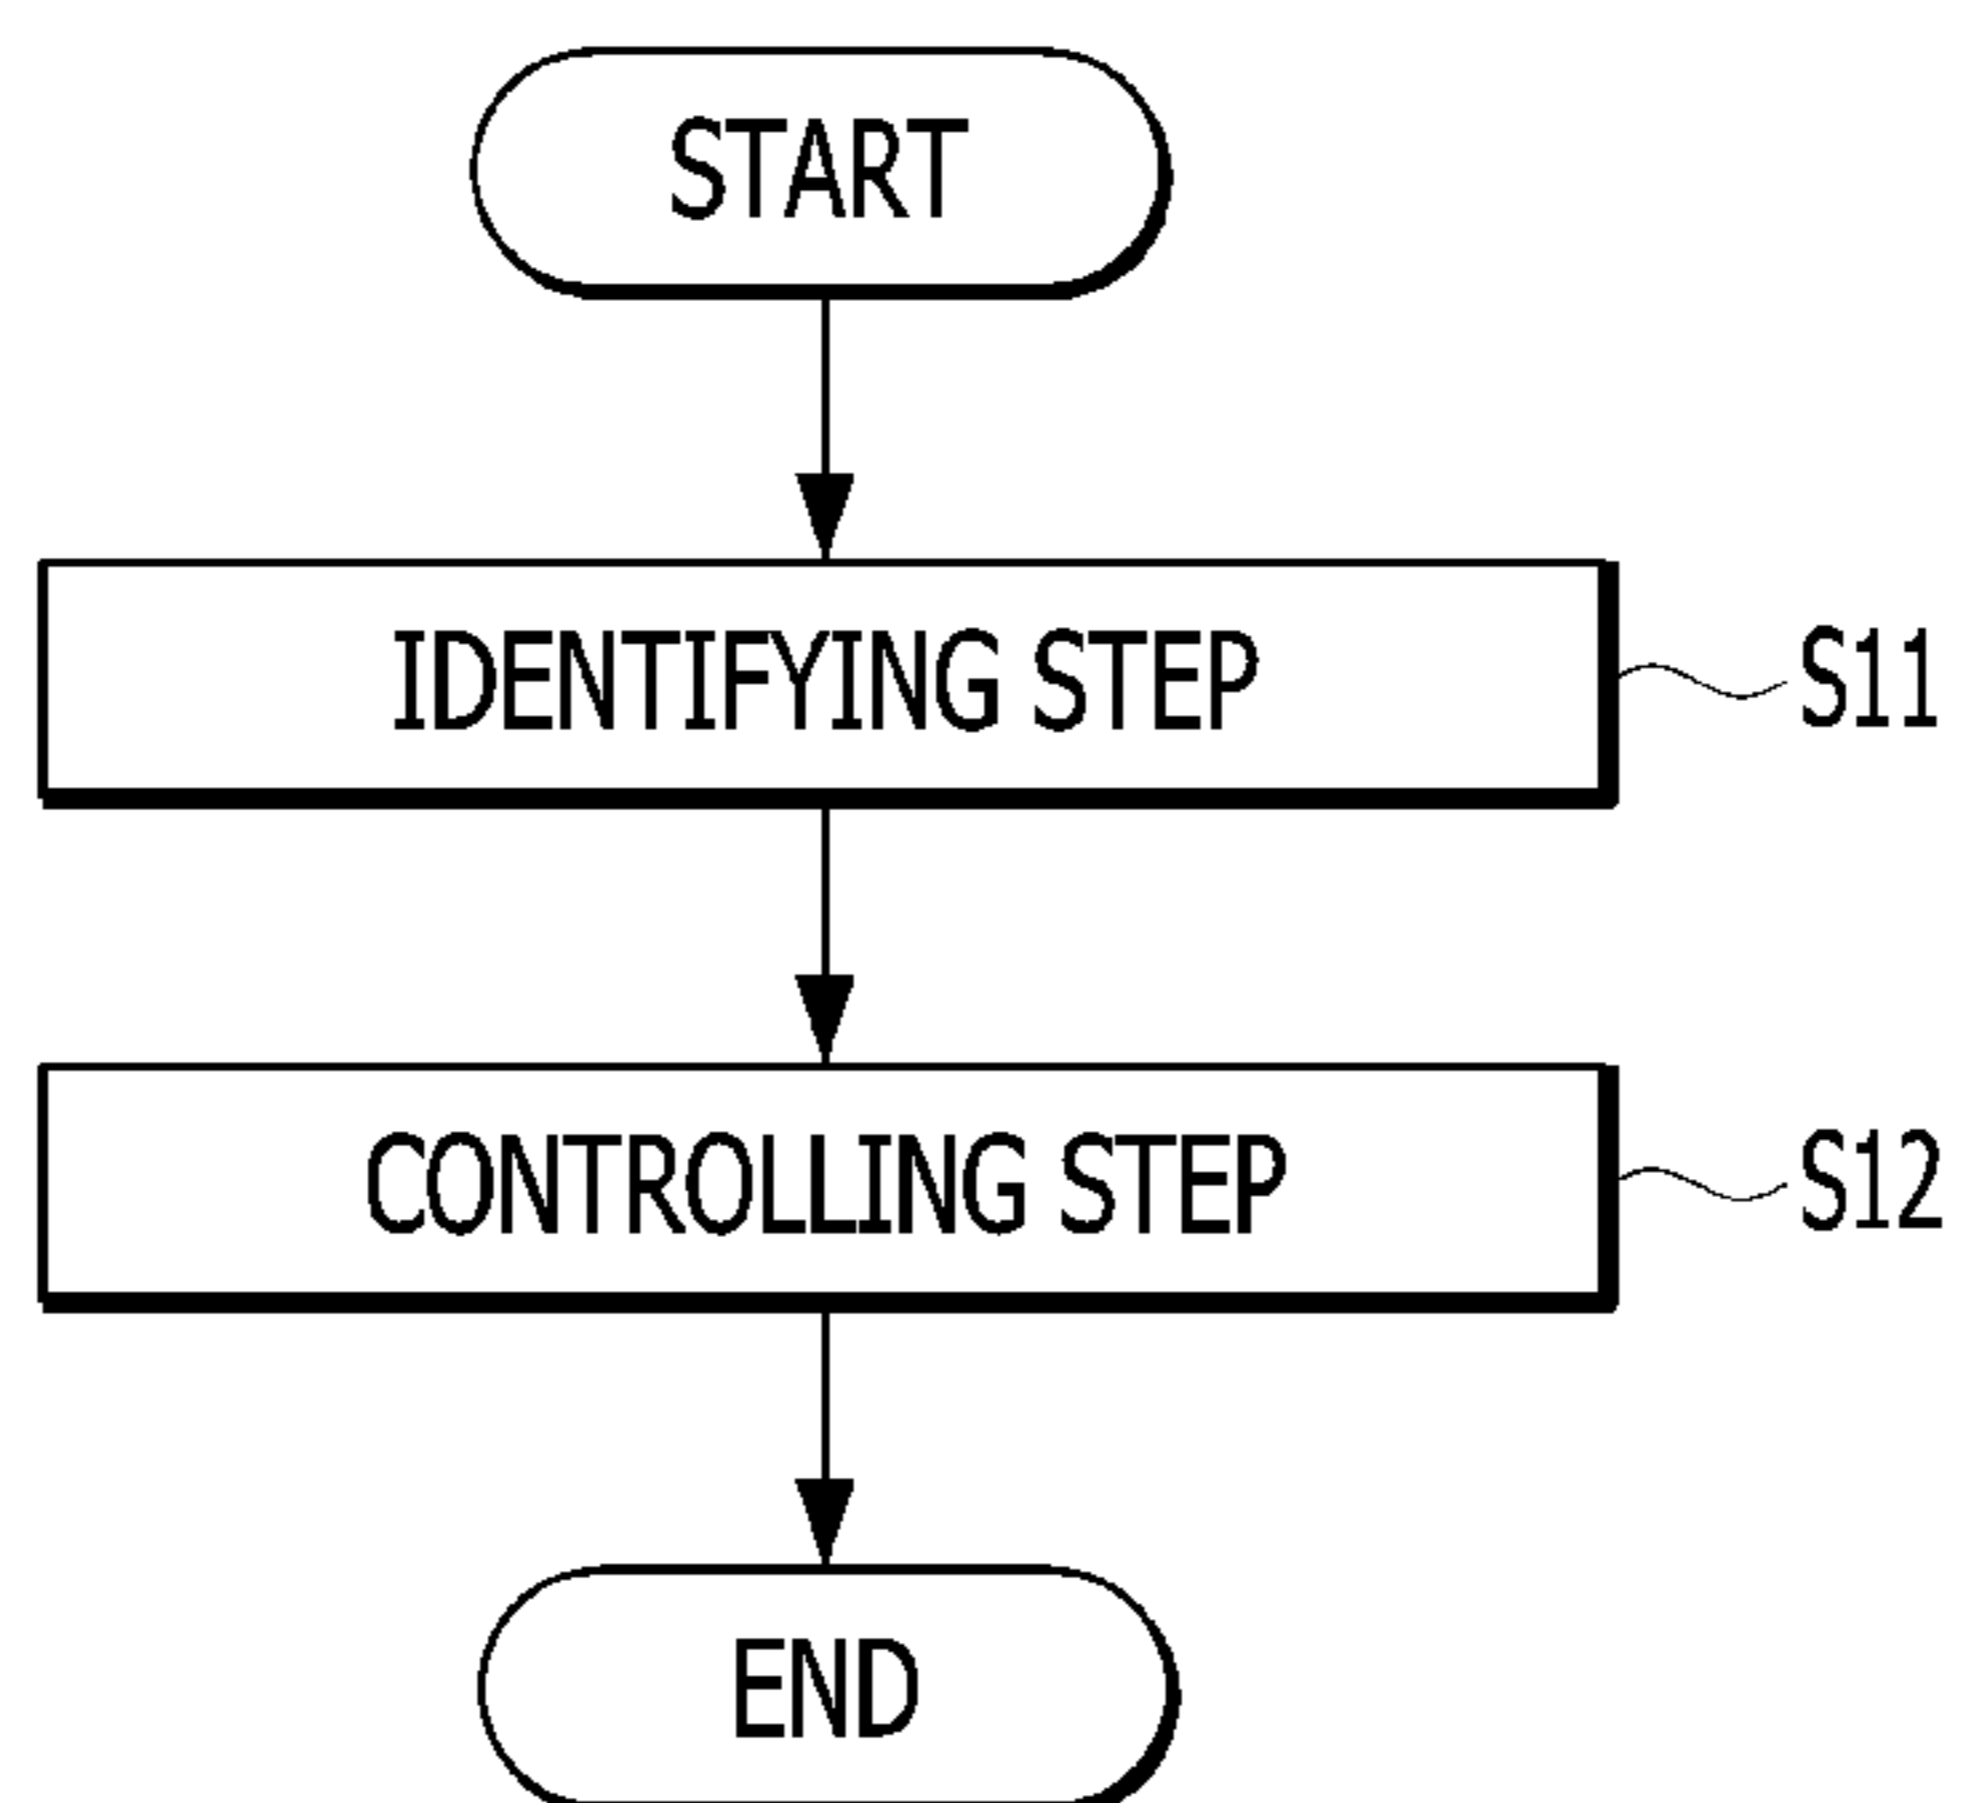 START
IDENTIFYING STEP
S11
CONTROLLING STEP
S12
END